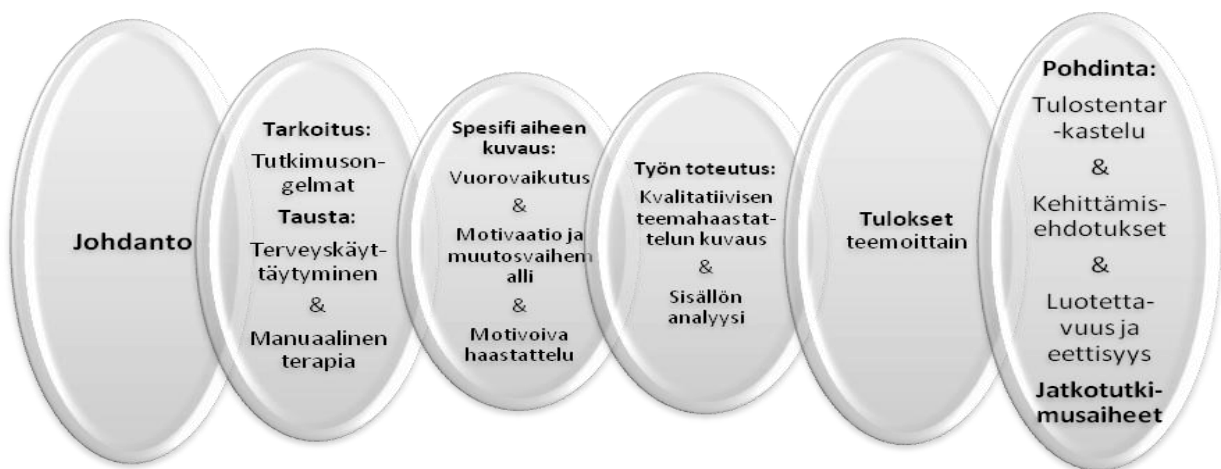 Johdanto
Tarkoitus:
Tutkimuson-
gelmat
Tausta:
Terveyskäyt-
täytyminen
&
Manuaalinen
terapia
Spesifi aiheen
kuvaus:
Vuorovaikutus
&
Motivaatio ja
muutosvaihem
alli
&
Motivoiva
haastattelu
Työn toteutus:
Kvalitatiivisen
teemahaastat-
telun kuvaus
&
Sisällön
analyysi
Tulokset
teemoittain
Pohdinta:
Tulostentar
-kastelu
&
Kehittämis-
ehdotukset
&
Luotetta-
vuus ja
eettisyys
Jatkotutki-
musaiheet